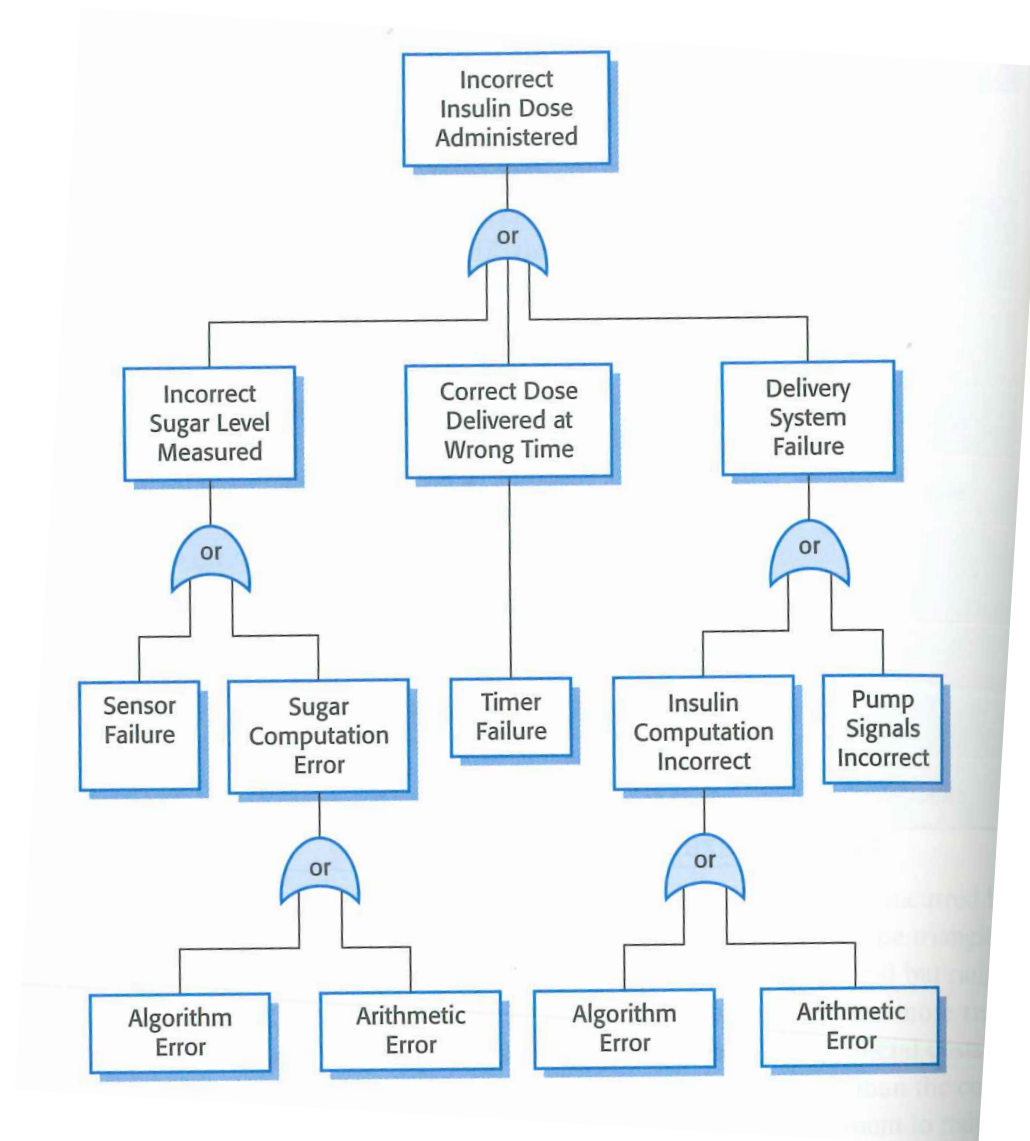 Incorrect
Insulin Dose
Administered
or
Incorrect
Sugar Level
Measured
Correct Dose
Delivered at
Wrong Time
Delivery
System
Failure
or
or
Sensor
Failure
Sugar
Computation
Error
Timer
Failure
Insulin
Computation
Incorrect
Pump
Signals
Incorrect
or
or
Algorithm
Error
Arithmetic
Error
Algorithm
Error
Arithmetic
Error